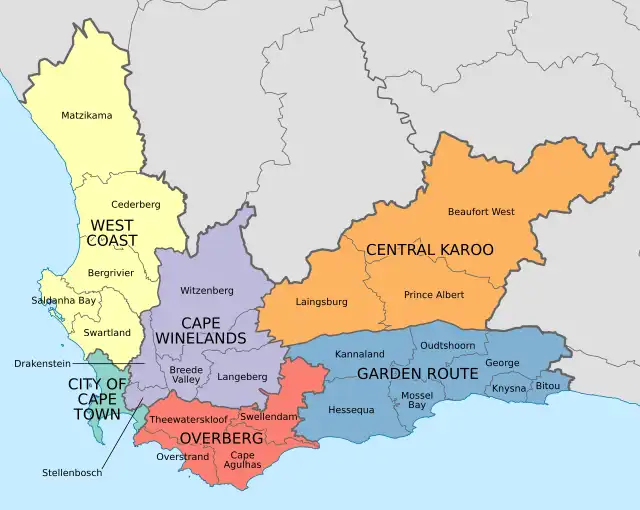 Matzikama
Cederberg
WEST
COAST
Bergrivier
Saldanha Bay
Swartland
Beaufort West
CENTRAL KAROO
Laingsburg
Prince Albert
Witzenberg
CAPE
WINELANDS
Drakenstein
Breede
Valley
Langeberg
CITY OF
CAPE
TOWN
Stellenbosch
Kannaland
Oudtshoorn
George
GARDEN ROUTE
Knysna
Bitou
Mossel
Bay
Hessequa
Theewaterskloof
Swellendam
OVERBERG
Overstrand
Cape
Agulhas